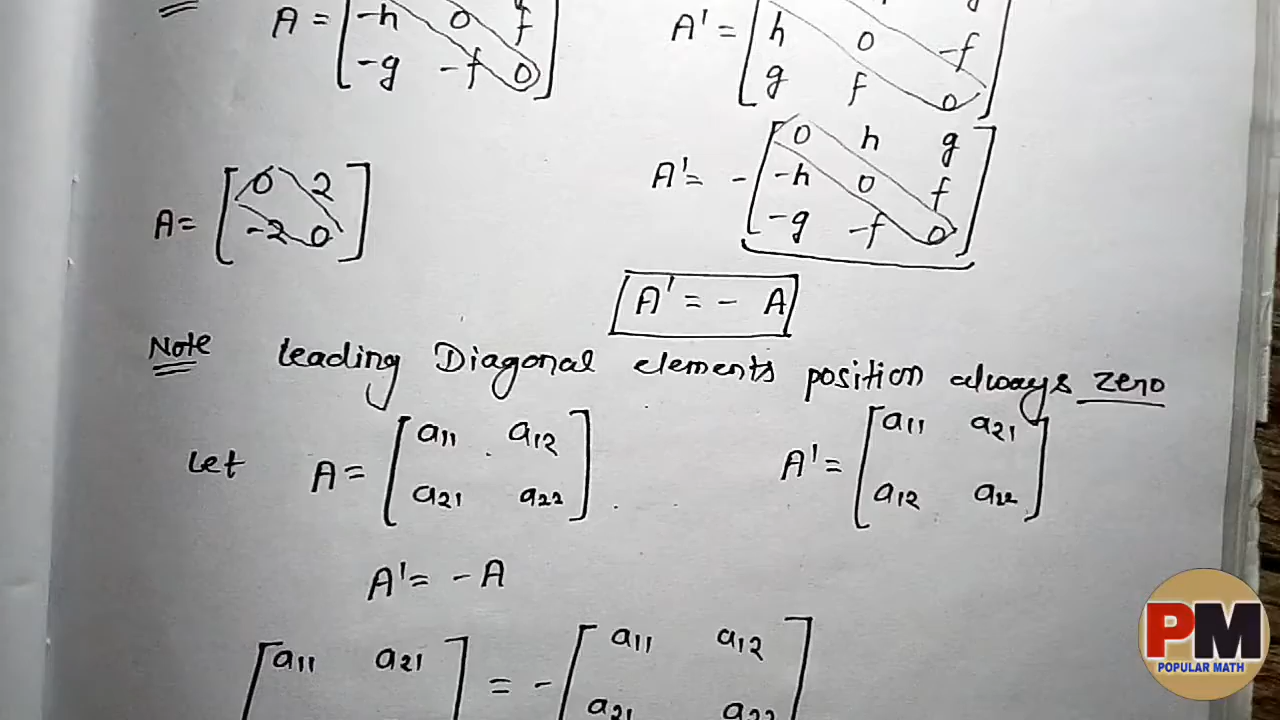 A = [ -h 0 f
-g -f 0 ]
A' = [ h 0 -f
g f 0 ]
A' = - [ 0 h g
-h 0 f
-g -f 0 ]
A = [ 0 2
-2 0 ]
A' = - A
Note leading Diagonal elements position always zero
Let A = [ a11 a12
a21 a22 ]
A' = [ a11 a21
a12 a22 ]
A' = - A
[ a11 a21 ] = - [ a11 a12
a21 a22
PM
POPULAR MATH